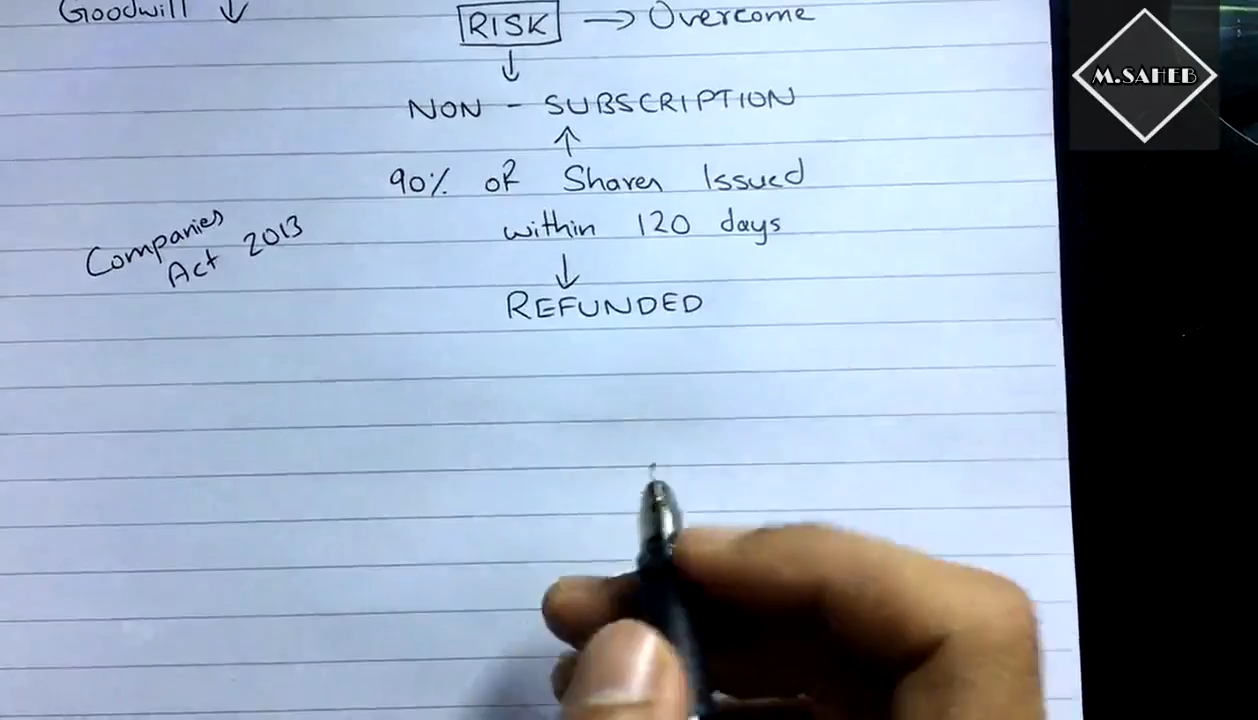 Goodwill ↓
RISK → Overcome
↓
NON - SUBSCRIPTION
↑
90% of Shares Issued
within 120 days
Companies
Act 2013
↓
REFUNDED
M.SAHEB